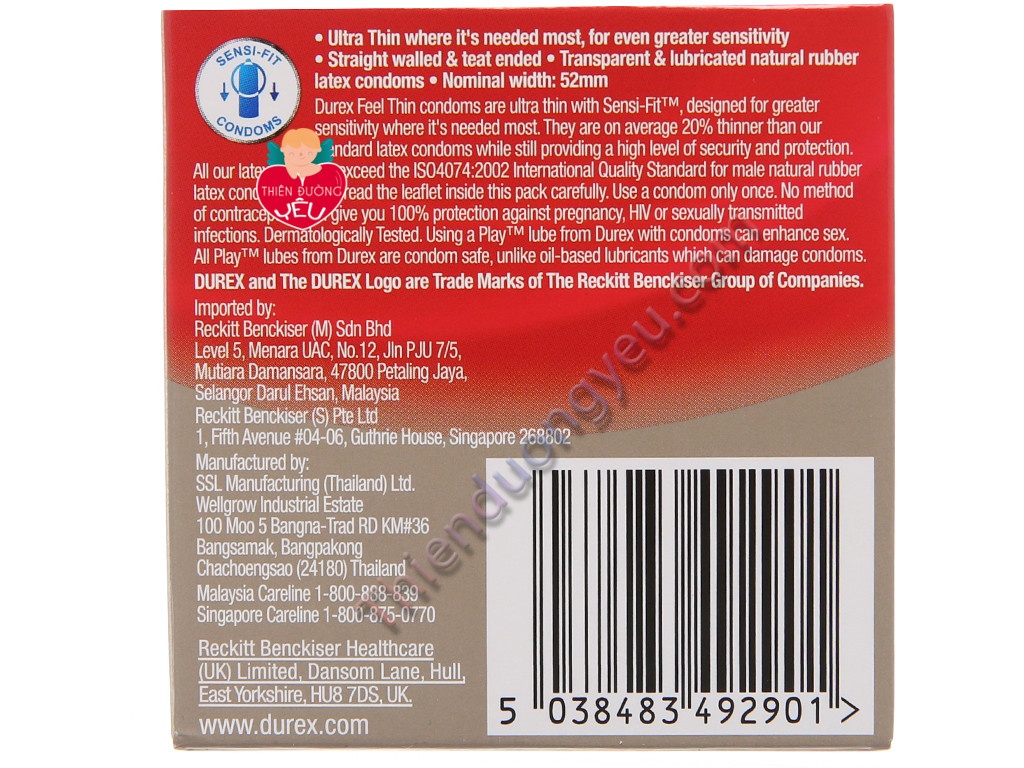 SENSI-FIT
CONDOMS
• Ultra Thin where it's needed most, for even greater sensitivity
• Straight walled & teat ended • Transparent & lubricated natural rubber
latex condoms • Nominal width: 52mm
Durex Feel Thin condoms are ultra thin with Sensi-Fit™, designed for greater
sensitivity where it's needed most. They are on average 20% thinner than our
standard latex condoms while still providing a high level of security and protection.
All our latex exceed the ISO4074:2002 International Quality Standard for male natural rubber
latex read the leaflet inside this pack carefully. Use a condom only once. No method
of give you 100% protection against pregnancy, HIV or sexually transmitted
infections. Dermatologically Tested. Using a Play™ lube from Durex with condoms can enhance sex.
All Play™ lubes from Durex are condom safe, unlike oil-based lubricants which can damage condoms.
DUREX and The DUREX Logo are Trade Marks of The Reckitt Benckiser Group of Companies.
THIÊN ĐƯỜNG
YÊU
Imported by:
Reckitt Benckiser (M) Sdn Bhd
Level 5, Menara UAC, No.12, Jln PJU 7/5,
Mutiara Damansara, 47800 Petaling Jaya,
Selangor Darul Ehsan, Malaysia
Reckitt Benckiser (S) Pte Ltd
1, Fifth Avenue #04-06, Guthrie House, Singapore 268802
Manufactured by:
SSL Manufacturing (Thailand) Ltd.
Wellgrow Industrial Estate
100 Moo 5 Bangna-Trad RD KM#36
Bangsamak, Bangpakong
Chachoengsao (24180) Thailand
Malaysia Careline 1-800-888-839
Singapore Careline 1-800-875-0770
Reckitt Benckiser Healthcare
(UK) Limited, Dansom Lane, Hull,
East Yorkshire, HU8 7DS, UK.
www.durex.com
5 038483 492901 >
Thienduongyeu.com